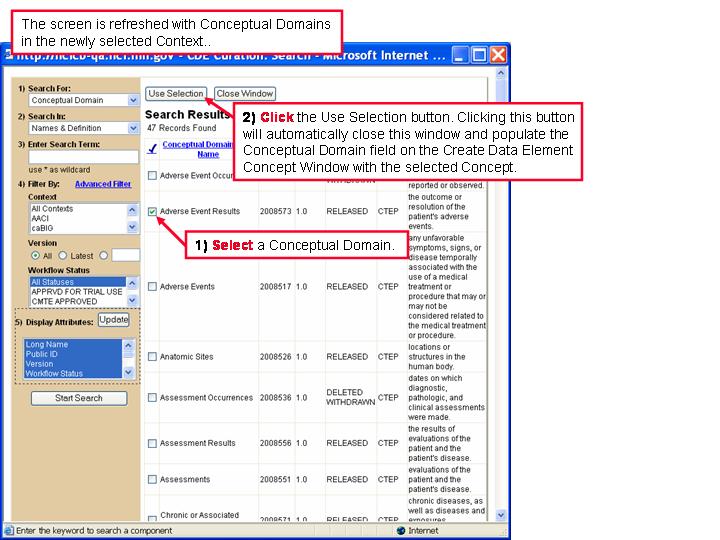 The screen is refreshed with Conceptual Domains
in the newly selected Context..
CDE Curation: Search - Microsoft Internet ...
1) Search For:
Conceptual Domain
2) Search In:
Names & Definition
3) Enter Search Term:
use * as wildcard
4) Filter By: Advanced Filter
Context
All Contexts
AACI
caBIG
Version
All Latest
Workflow Status
All Statuses
APPRVD FOR TRIAL USE
CMTE APPROVED
5) Display Attributes: Update
Long Name
Public ID
Version
Workflow Status
Start Search
Use Selection Close Window
Search Results
47 Records Found
Conceptual Domain
Name
2) Click the Use Selection button. Clicking this button
will automatically close this window and populate the
Conceptual Domain field on the Create Data Element
Concept Window with the selected Concept.
Adverse Event
reported or observed.
Adverse Event Results 2008573 1.0 RELEASED CTEP
the outcome or
resolution of the
patient's adverse
events.
1) Select a Conceptual Domain.
Adverse Events 2008517 1.0 RELEASED CTEP
any unfavorable
symptoms, signs, or
disease temporally
associated with the
use of a medical
treatment or
procedure that may or
may not be
considered related to
the medical treatment
or procedure.
Anatomic Sites 2008526 1.0 RELEASED CTEP
locations or
structures in the
human body.
Assessment Occurrences 2008536 1.0 DELETED
WITHDRAWN CTEP
dates on which
diagnostic,
pathologic, and
clinical assessments
were made.
Assessment Results 2008556 1.0 RELEASED CTEP
the results of
evaluations of the
patient and the
patient's disease.
Assessments 2008551 1.0 RELEASED CTEP
evaluations of the
patient and the
patient's disease.
Chronic or Associated
2008571 1.0 RELEASED CTEP
chronic diseases, as
well as diseases and
exposures
Enter the keyword to search a component
Internet